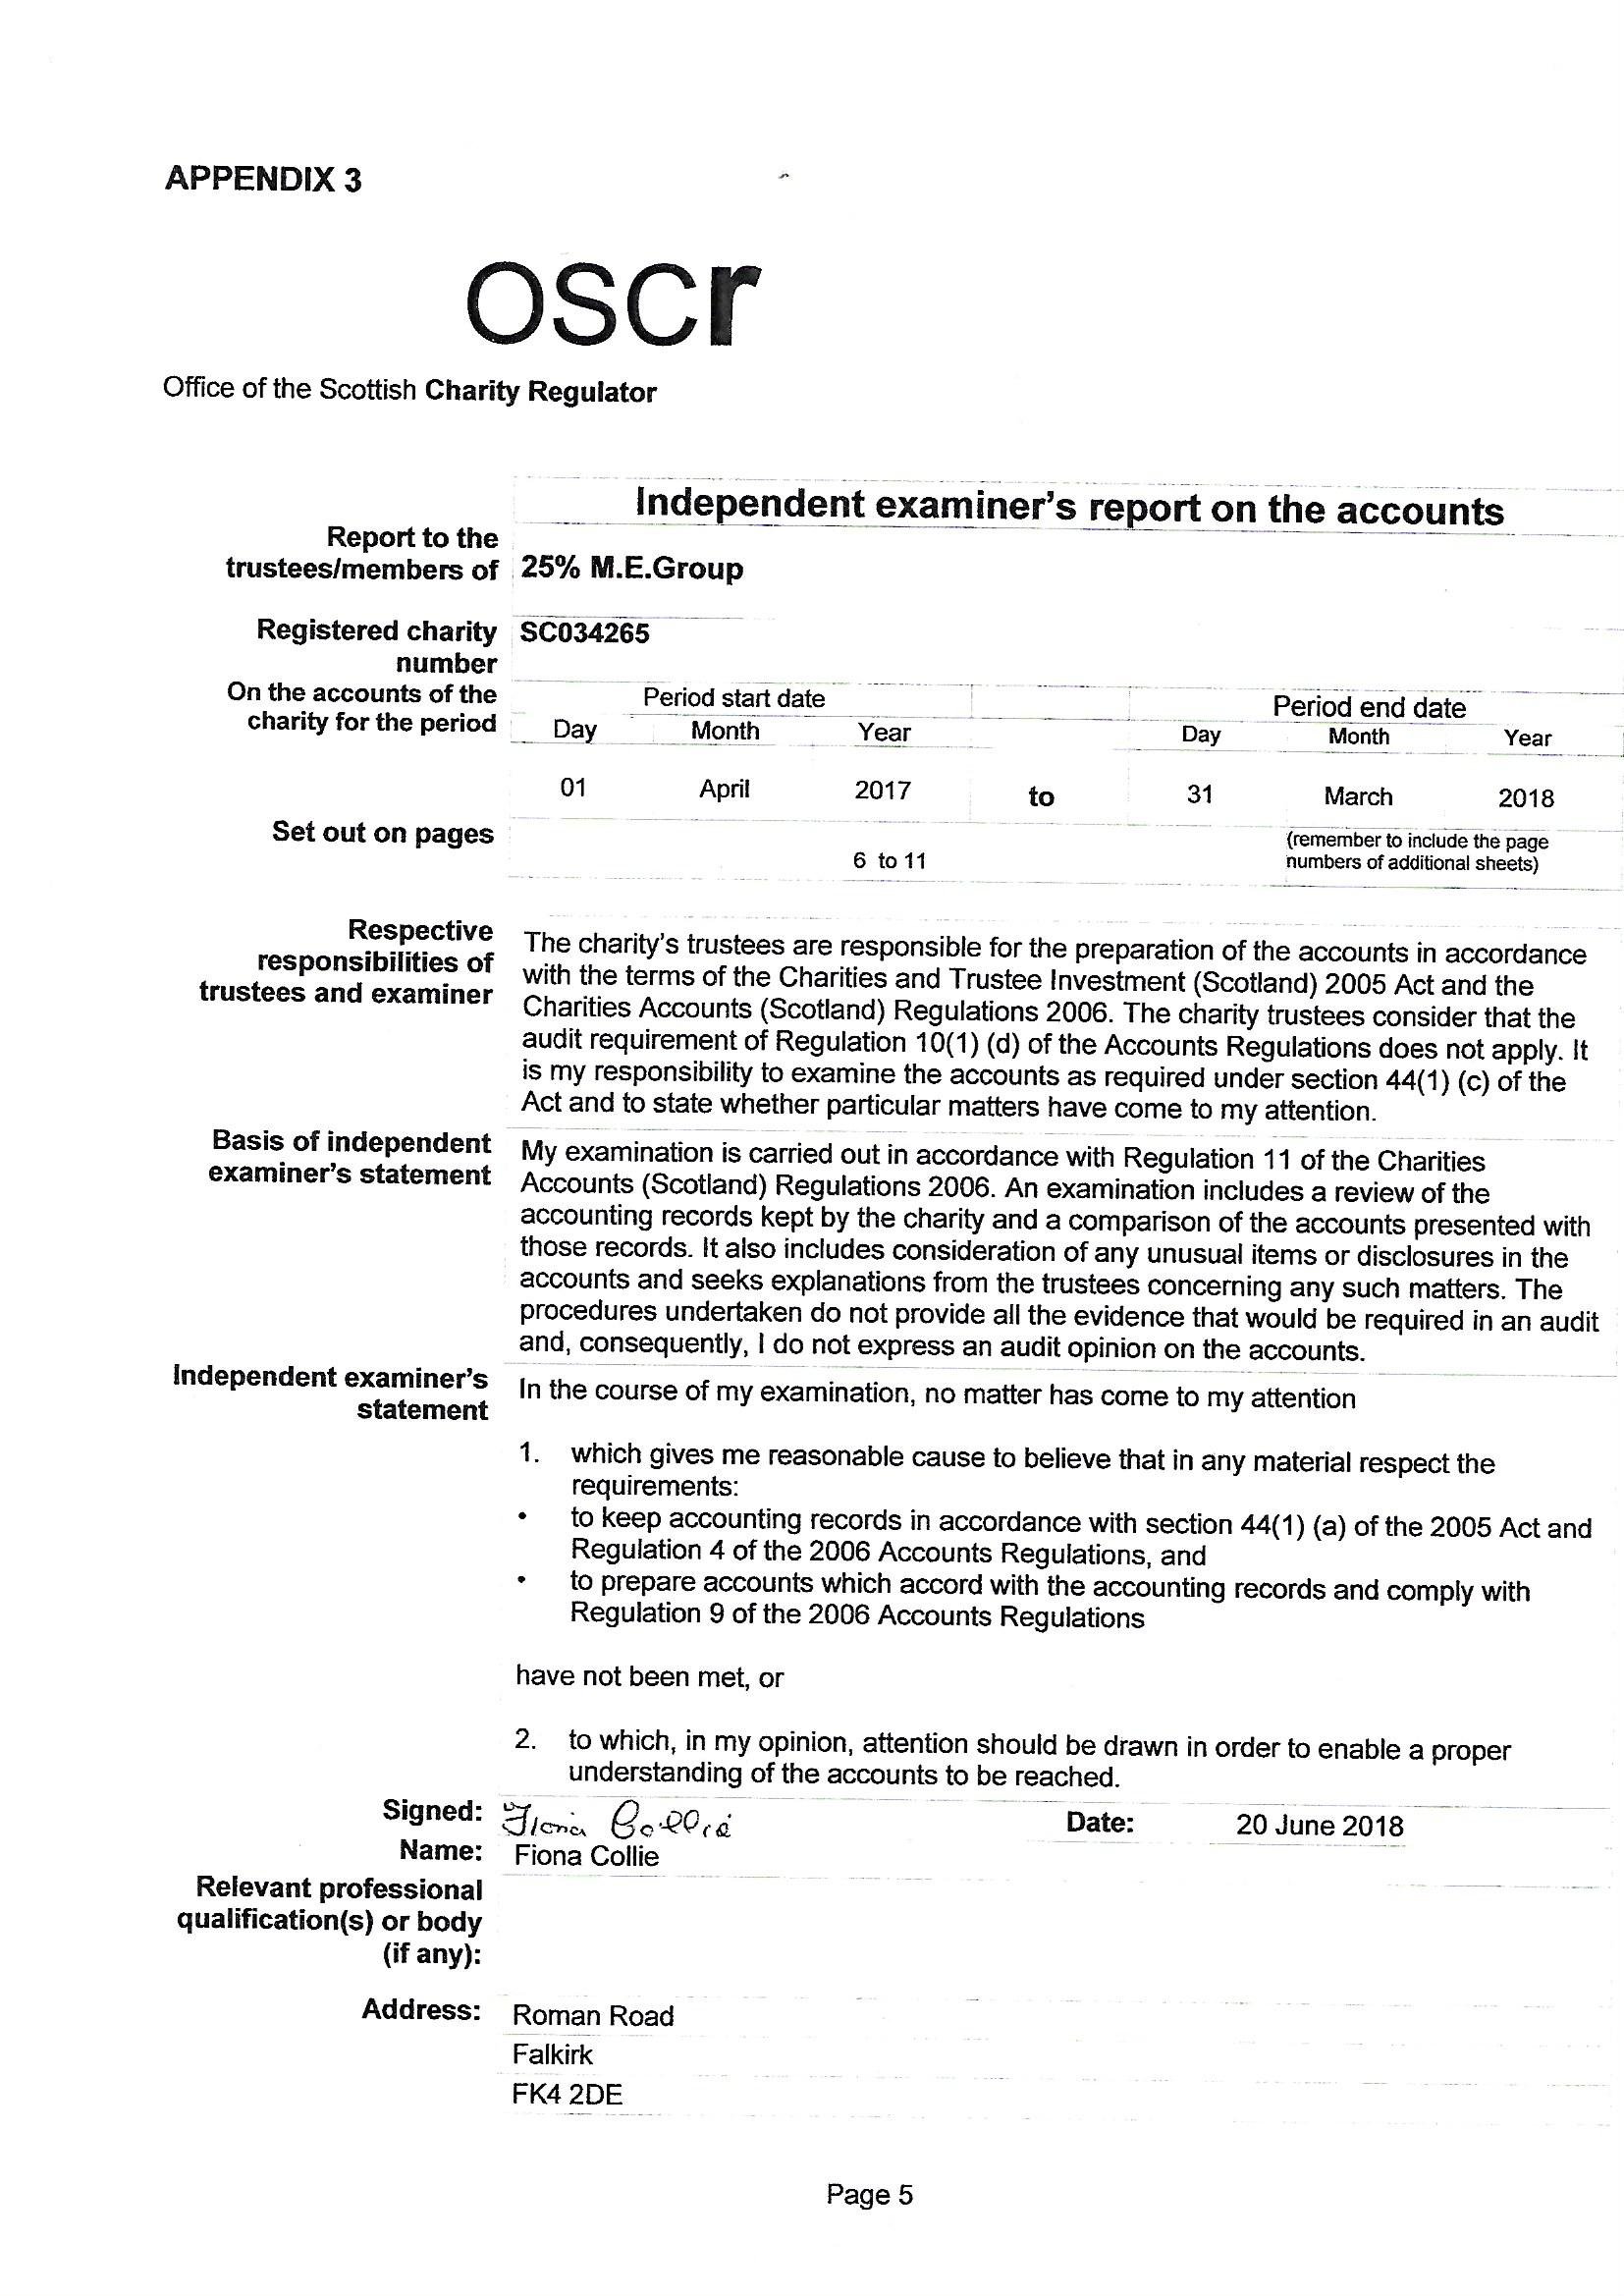 APPENDIX 3
oscr
Office of the Scottish Charity Regulator
Independent examiner's report on the accounts
Report to the
trustees/members of 25% M.E.Group
Registered charity SC034265
number
On the accounts of the
charity for the period
Period start date Period end date
Day Month Year Day Month Year
01 April 2017 to 31 March 2018
Set out on pages
6 to 11
(remember to include the page
numbers of additional sheets)
Respective
responsibilities of
trustees and examiner
The charity's trustees are responsible for the preparation of the accounts in accordance
with the terms of the Charities and Trustee Investment (Scotland) 2005 Act and the
Charities Accounts (Scotland) Regulations 2006. The charity trustees consider that the
audit requirement of Regulation 10(1) (d) of the Accounts Regulations does not apply. It
is my responsibility to examine the accounts as required under section 44(1) (c) of the
Act and to state whether particular matters have come to my attention.
Basis of independent
examiner's statement
My examination is carried out in accordance with Regulation 11 of the Charities
Accounts (Scotland) Regulations 2006. An examination includes a review of the
accounting records kept by the charity and a comparison of the accounts presented with
those records. It also includes consideration of any unusual items or disclosures in the
accounts and seeks explanations from the trustees concerning any such matters. The
procedures undertaken do not provide all the evidence that would be required in an audit
and, consequently, I do not express an audit opinion on the accounts.
Independent examiner's
statement
In the course of my examination, no matter has come to my attention
1. which gives me reasonable cause to believe that in any material respect the
requirements:
• to keep accounting records in accordance with section 44(1) (a) of the 2005 Act and
Regulation 4 of the 2006 Accounts Regulations, and
• to prepare accounts which accord with the accounting records and comply with
Regulation 9 of the 2006 Accounts Regulations
have not been met, or
2. to which, in my opinion, attention should be drawn in order to enable a proper
understanding of the accounts to be reached.
Signed: Fiona Collie Date: 20 June 2018
Name: Fiona Collie
Relevant professional
qualification(s) or body
(if any):
Address: Roman Road
Falkirk
FK4 2DE
Page 5